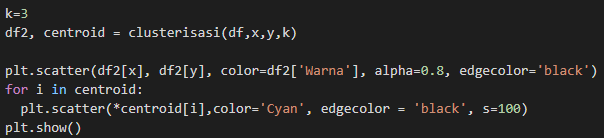 k=3
df2, centroid = clusterisasi(df,x,y,k)

plt.scatter(df2[x], df2[y], color=df2['Warna'], alpha=0.8, edgecolor='black')
for i in centroid:
  plt.scatter(*centroid[i],color='Cyan', edgecolor = 'black', s=100)
plt.show()